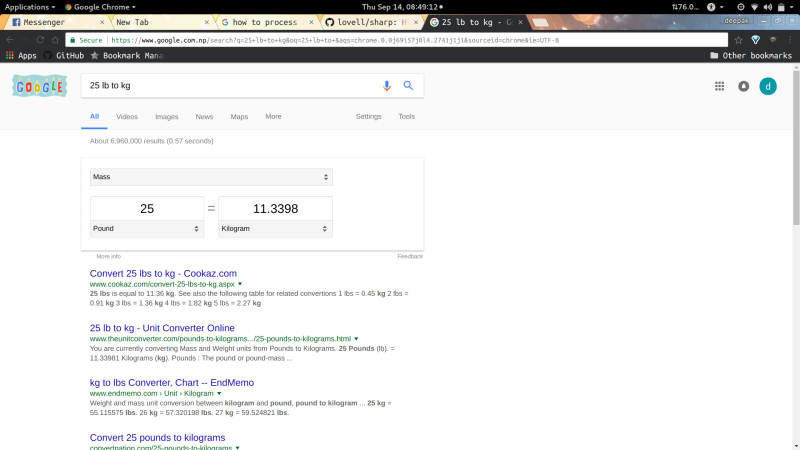 Applications Google Chrome Thu Sep 14, 08:49:12 deepak
Messenger New Tab how to process lovell/sharp: H 25 lb to kg - G
Secure https://www.google.com.np/search?q=25+lb+to+kg&oq=25+lb+to+&aqs=chrome.0.0j69i57j0l4.2741j1j1&sourceid=chrome&ie=UTF-8
Apps GitHub Bookmark Mana Other bookmarks
GOOGLE 25 lb to kg d
All Videos Images News Maps More Settings Tools
About 6,960,000 results (0.57 seconds)
Mass
25 = 11.3398
Pound Kilogram
More info Feedback
Convert 25 lbs to kg - Cookaz.com
www.cookaz.com/convert-25-lbs-to-kg.aspx
25 lbs is equal to 11.36 kg. See also the following table for related convertions 1 lbs = 0.45 kg 2 lbs =
0.91 kg 3 lbs = 1.36 kg 4 lbs = 1.82 kg 5 lbs = 2.27 kg
25 lb to kg - Unit Converter Online
www.theunitconverter.com/pounds-to-kilograms.../25-pounds-to-kilograms.html
You are currently converting Mass and Weight units from Pounds to Kilograms. 25 Pounds (lb). =
11.33981 Kilograms (kg). Pounds : The pound or pound-mass ...
kg to lbs Converter, Chart -- EndMemo
www.endmemo.com › Unit › Kilogram
Weight and mass unit conversion between kilogram and pound, pound to kilogram ... 25 kg =
55.115575 lbs. 26 kg = 57.320198 lbs. 27 kg = 59.524821 lbs.
Convert 25 pounds to kilograms
convertnation.com/25-pounds-to-kilograms